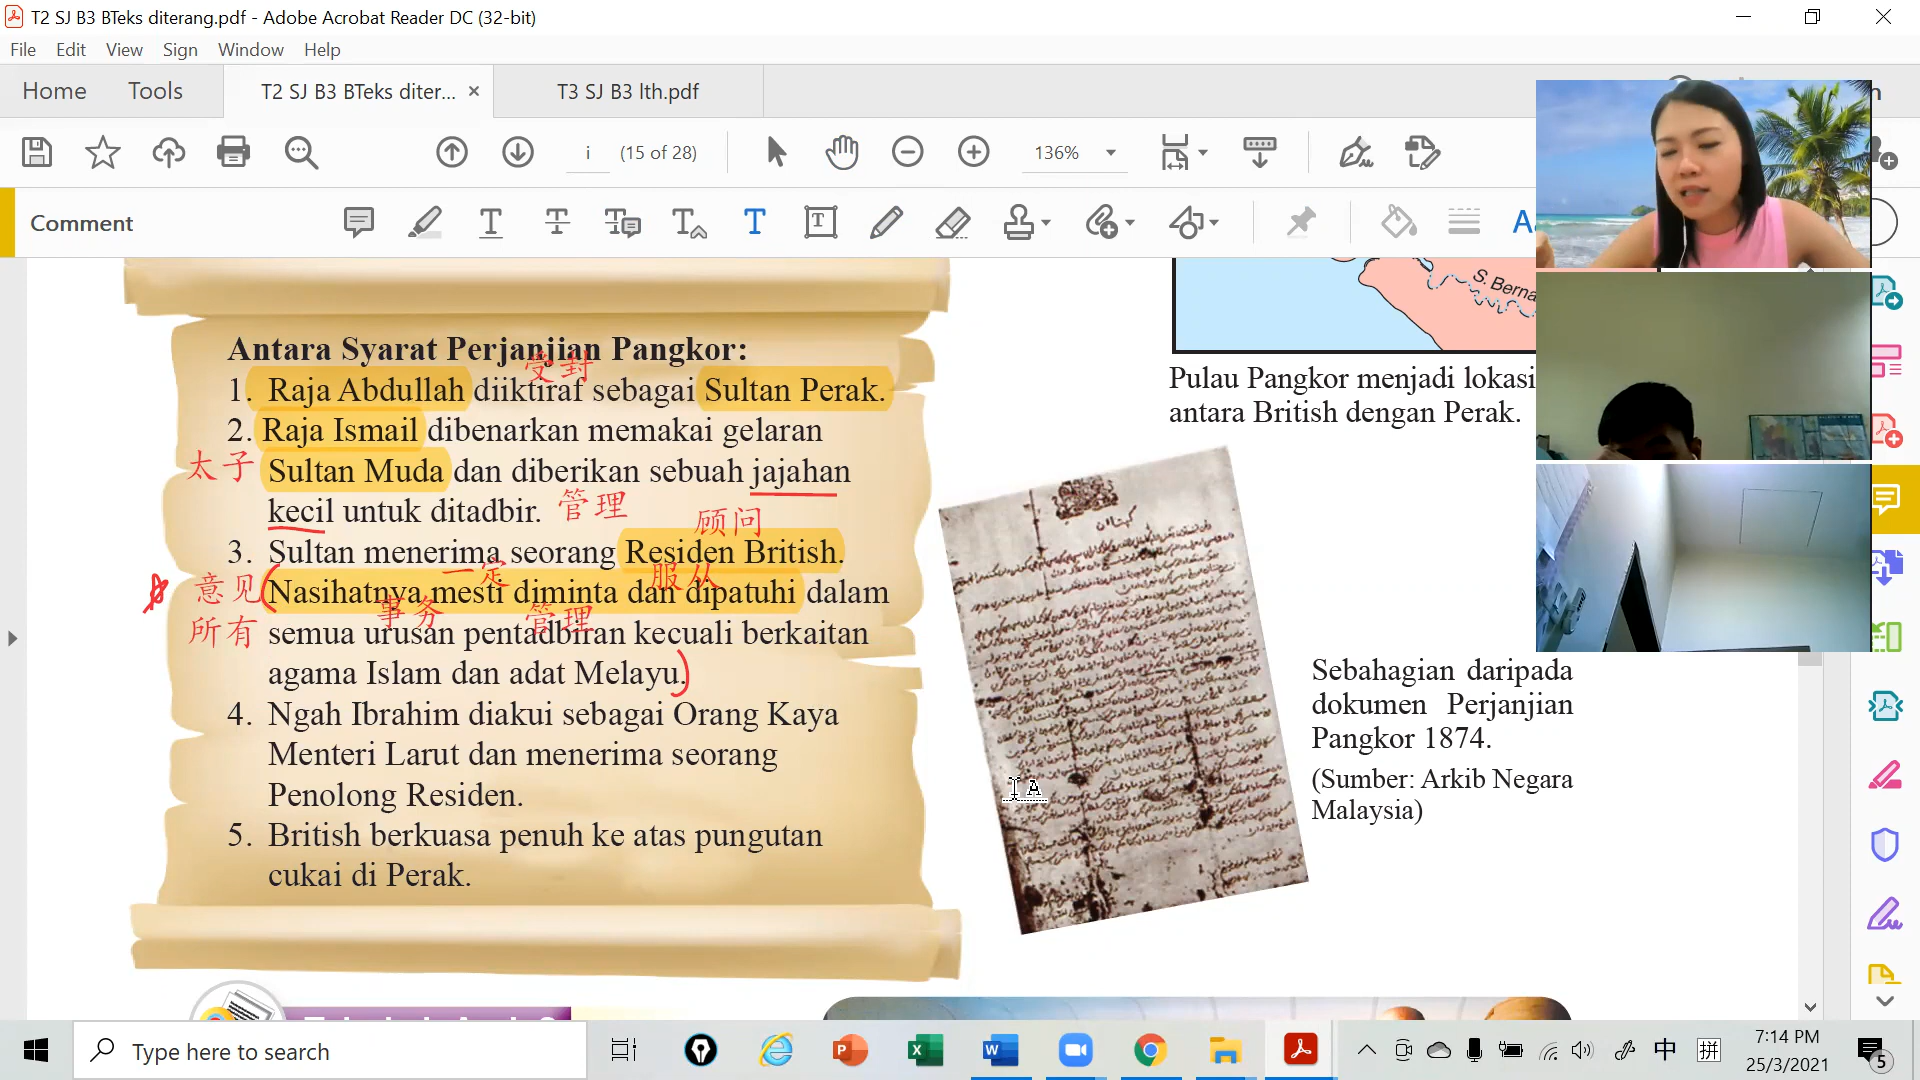 T2 SJ B3 BTeks diterang.pdf - Adobe Acrobat Reader DC (32-bit)
File Edit View Sign Window Help
Home Tools T2 SJ B3 BTeks diter... × T3 SJ B3 lth.pdf
i (15 of 28) 136%
Comment
Antara Syarat Perjanjian Pangkor:
受封
1. Raja Abdullah diiktiraf sebagai Sultan Perak.
2. Raja Ismail dibenarkan memakai gelaran
太子 Sultan Muda dan diberikan sebuah jajahan
kecil untuk ditadbir. 管理
顾问
3. Sultan menerima seorang Residen British.
一定 服从
意见 Nasihatnya mesti diminta dan dipatuhi dalam
事务 管理
所有 semua urusan pentadbiran kecuali berkaitan
agama Islam dan adat Melayu.
4. Ngah Ibrahim diakui sebagai Orang Kaya
Menteri Larut dan menerima seorang
Penolong Residen.
5. British berkuasa penuh ke atas pungutan
cukai di Perak.
Pulau Pangkor menjadi lokasi
antara British dengan Perak.
Sebahagian daripada
dokumen Perjanjian
Pangkor 1874.
(Sumber: Arkib Negara
Malaysia)
Type here to search
中 拼
7:14 PM
25/3/2021
5